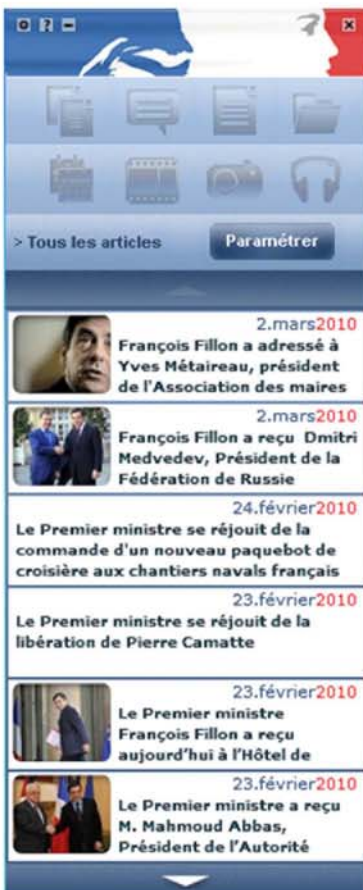 > Tous les articles
Paramétrer
2.mars2010
François Fillon a adressé à
Yves Métaireau, président
de l'Association des maires
2.mars2010
François Fillon a reçu Dmitri
Medvedev, Président de la
Fédération de Russie
24.février2010
Le Premier ministre se réjouit de la
commande d'un nouveau paquebot de
croisière aux chantiers navals français
23.février2010
Le Premier ministre se réjouit de la
libération de Pierre Camatte
23.février2010
Le Premier ministre
François Fillon a reçu
aujourd'hui à l'Hôtel de
23.février2010
Le Premier ministre a reçu
M. Mahmoud Abbas,
Président de l'Autorité